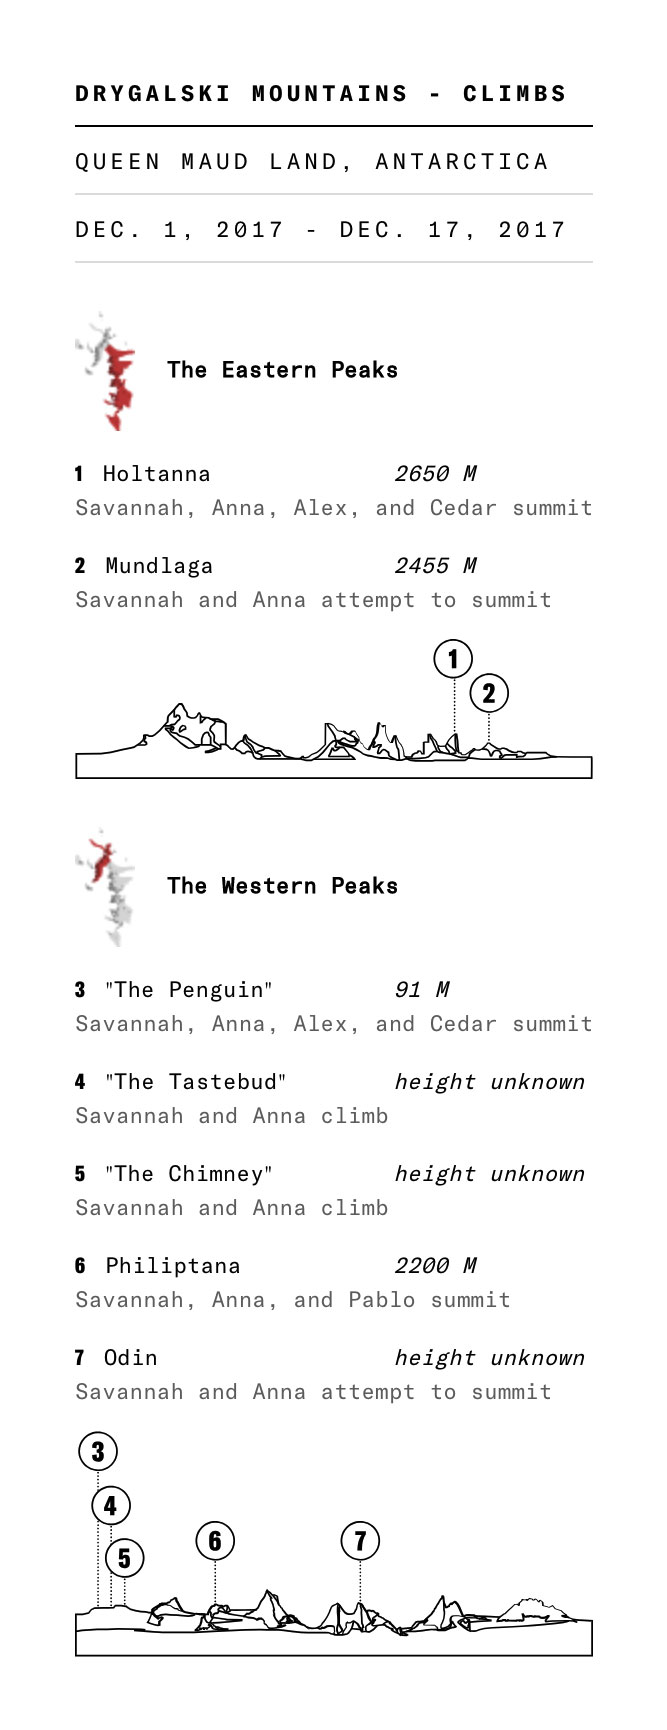 DRYGALSKI MOUNTAINS - CLIMBS
QUEEN MAUD LAND, ANTARCTICA
DEC. 1, 2017 - DEC. 17, 2017
The Eastern Peaks
1 Holtanna 2650 M
Savannah, Anna, Alex, and Cedar summit
2 Mundlaga 2455 M
Savannah and Anna attempt to summit
1
2
The Western Peaks
3 "The Penguin" 91 M
Savannah, Anna, Alex, and Cedar summit
4 "The Tastebud" height unknown
Savannah and Anna climb
5 "The Chimney" height unknown
Savannah and Anna climb
6 Philiptana 2200 M
Savannah, Anna, and Pablo summit
7 Odin height unknown
Savannah and Anna attempt to summit
3
4
5
6
7